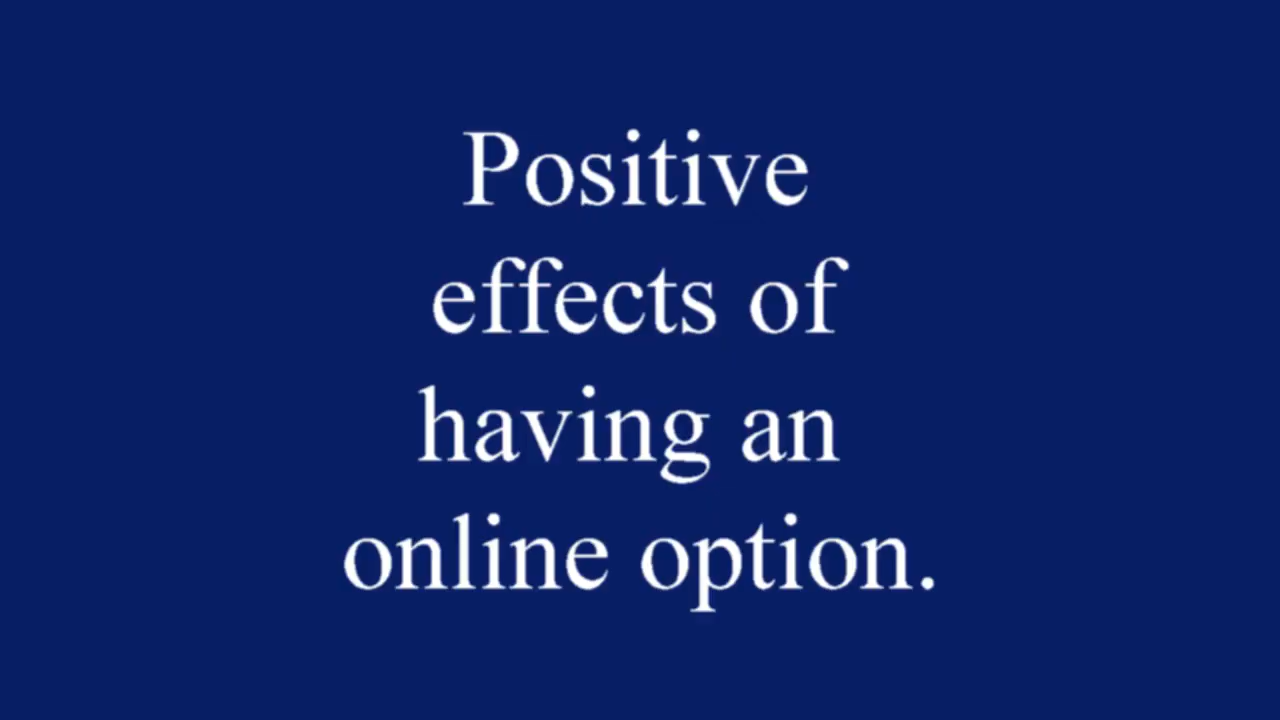 Positive
effects of
having an
online option.